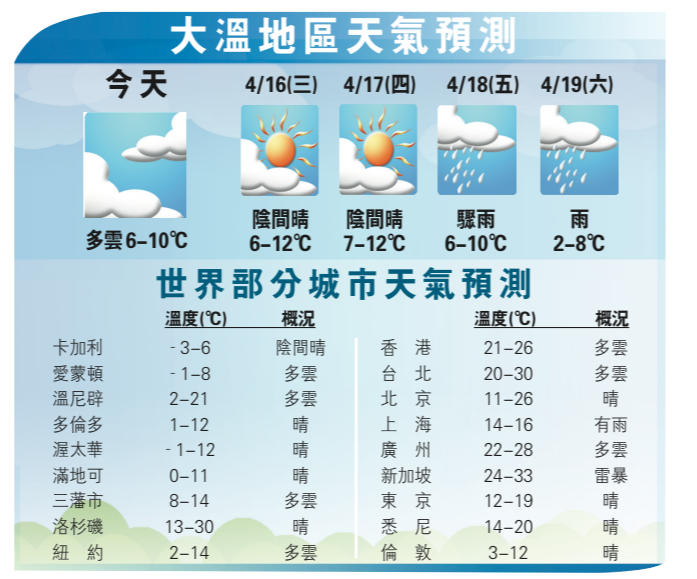 大溫地區天氣預測
今天 4/16(三) 4/17(四) 4/18(五) 4/19(六)
陰間晴 陰間晴 驟雨 雨
多雲6–10℃ 6–12℃ 7–12℃ 6–10℃ 2–8℃
世界部分城市天氣預測
溫度(℃) 概況 溫度(℃) 概況
卡加利 -3–6 陰間晴 香港 21–26 多雲
愛蒙頓 -1–8 多雲 台北 20–30 多雲
溫尼辟 2–21 多雲 北京 11–26 晴
多倫多 1–12 晴 上海 14–16 有雨
渥太華 -1–12 晴 廣州 22–28 多雲
滿地可 0–11 晴 新加坡 24–33 雷暴
三藩市 8–14 多雲 東京 12–19 晴
洛杉磯 13–30 晴 悉尼 14–20 晴
紐約 2–14 多雲 倫敦 3–12 晴